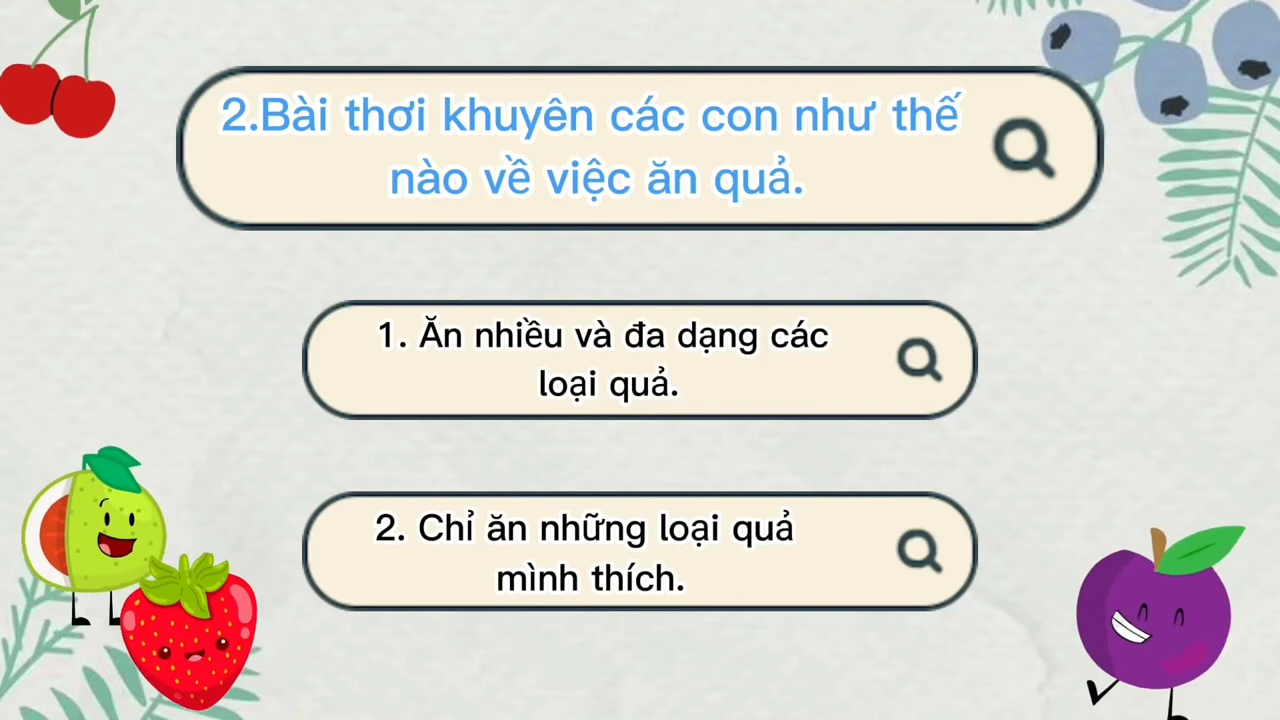 2.Bài thơi khuyên các con như thế
nào về việc ăn quả.
1. Ăn nhiều và đa dạng các
loại quả.
2. Chỉ ăn những loại quả
mình thích.